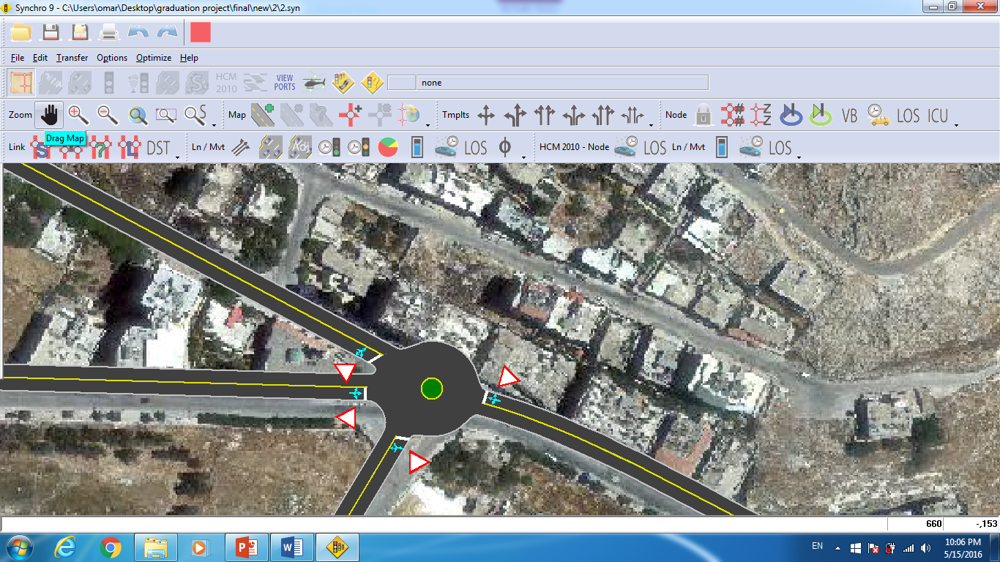 Synchro 9 - C:\Users\omar\Desktop\graduation project\final\new\2\2.syn
File Edit Transfer Options Optimize Help
HCM 2010 VIEW PORTS none
Zoom Map Tmplts Node VB LOS ICU
Drag Map
Link DST Ln / Mvt Adj LOS ϕ HCM 2010 - Node LOS Ln / Mvt LOS
660 -,153
EN 10:06 PM
5/15/2016